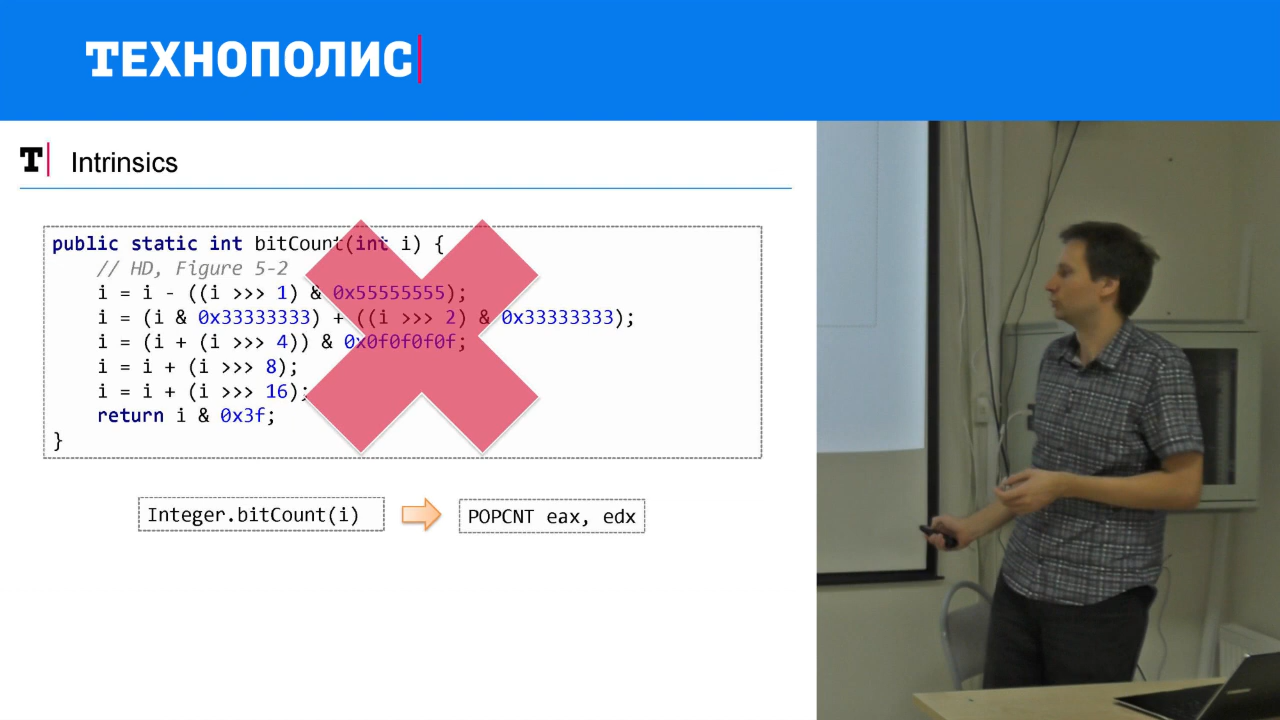 ТЕХНОПОЛИС
T Intrinsics
public static int bitCount(int i) {
// HD, Figure 5-2
i = i - ((i >>> 1) & 0x55555555);
i = (i & 0x33333333) + ((i >>> 2) & 0x33333333);
i = (i + (i >>> 4)) & 0x0f0f0f0f;
i = i + (i >>> 8);
i = i + (i >>> 16);
return i & 0x3f;
}
Integer.bitCount(i)
POPCNT eax, edx